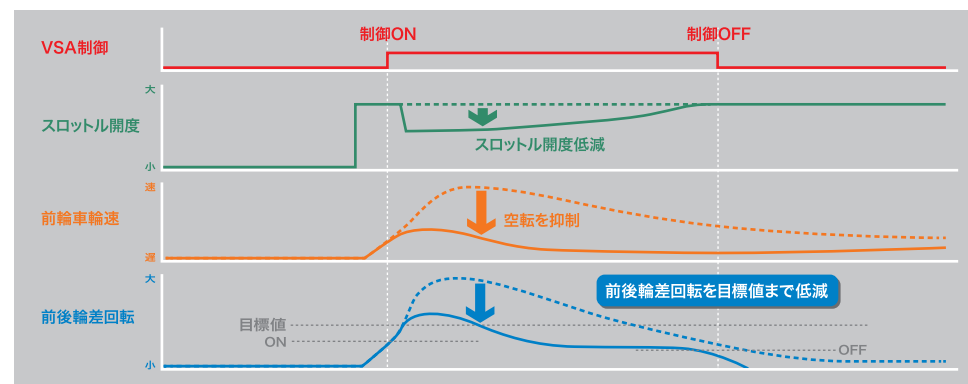 制御ON
制御OFF
VSA制御
大
スロットル開度
スロットル開度低減
小
速
前輪車輪速
空転を抑制
遅
大
前後輪差回転を目標値まで低減
前後輪差回転
目標値
ON
OFF
小